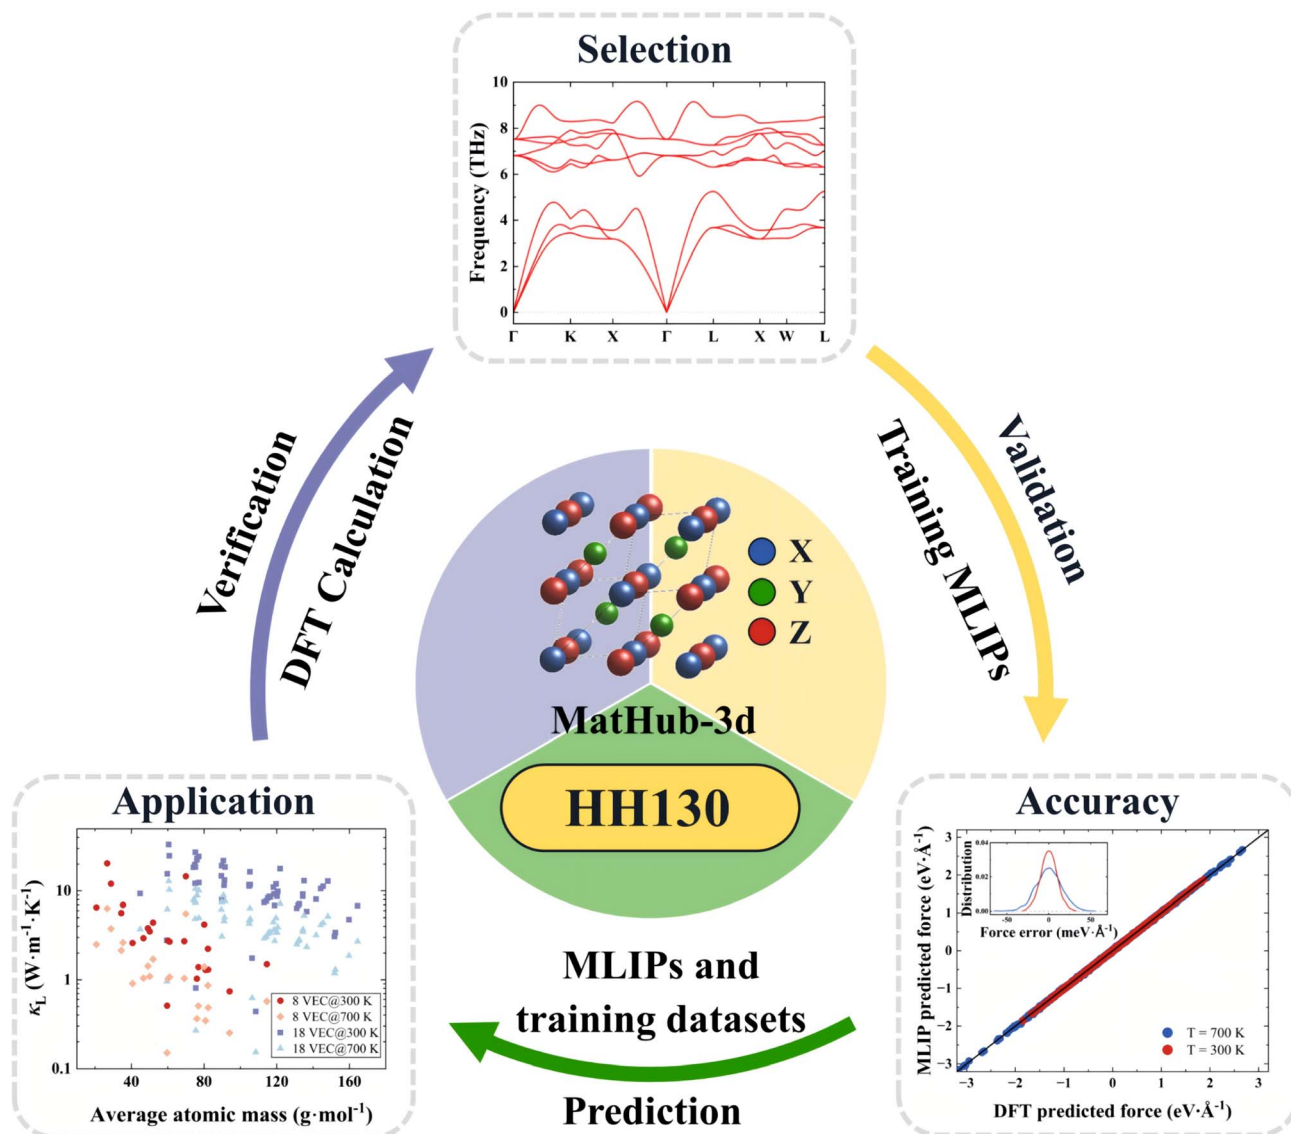 Selection
Frequency (THz)
10
8
6
4
2
0
Γ K X Γ L X W L
Verification
DFT Calculation
Training MLIPs
Validation
X
Y
Z
MatHub-3d
HH130
Application
κL (W·m⁻¹·K⁻¹)
10
1
0.1
8 VEC@300 K
8 VEC@700 K
18 VEC@300 K
18 VEC@700 K
40 80 120 160
Average atomic mass (g·mol⁻¹)
MLIPs and
training datasets
Prediction
Accuracy
MLIP predicted force (eV·Å⁻¹)
3
2
1
0
−1
−2
−3
Distribution
0.04
0.02
0.00
−50 0 50
Force error (meV·Å⁻¹)
T = 700 K
T = 300 K
−3 −2 −1 0 1 2 3
DFT predicted force (eV·Å⁻¹)